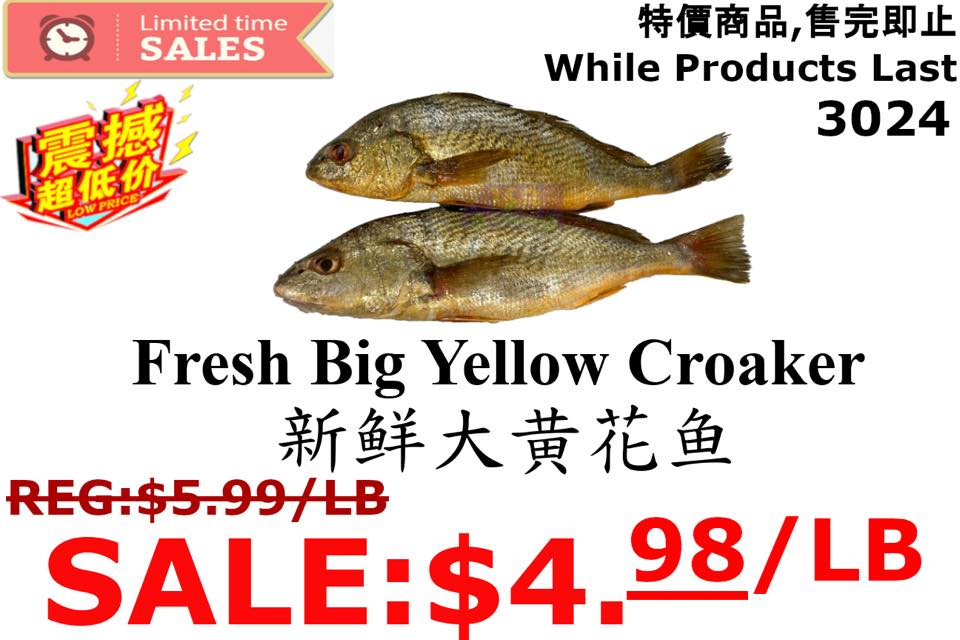 Limited time
SALES
特價商品,售完即止
While Products Last
3024
震撼
超低价
LOW PRICE
Fresh Big Yellow Croaker
新鲜大黄花鱼
REG:$5.99/LB
SALE:$4.98/LB